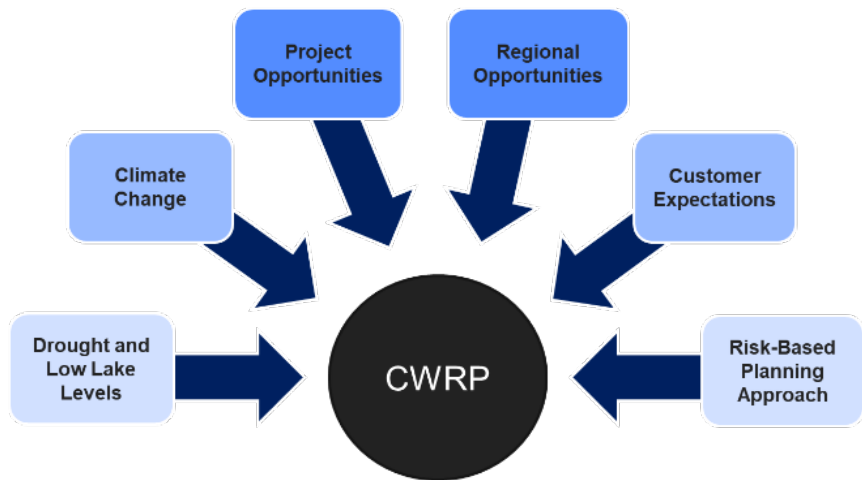 Project
Opportunities
Regional
Opportunities
Climate
Change
Customer
Expectations
Drought and
Low Lake
Levels
CWRP
Risk-Based
Planning
Approach